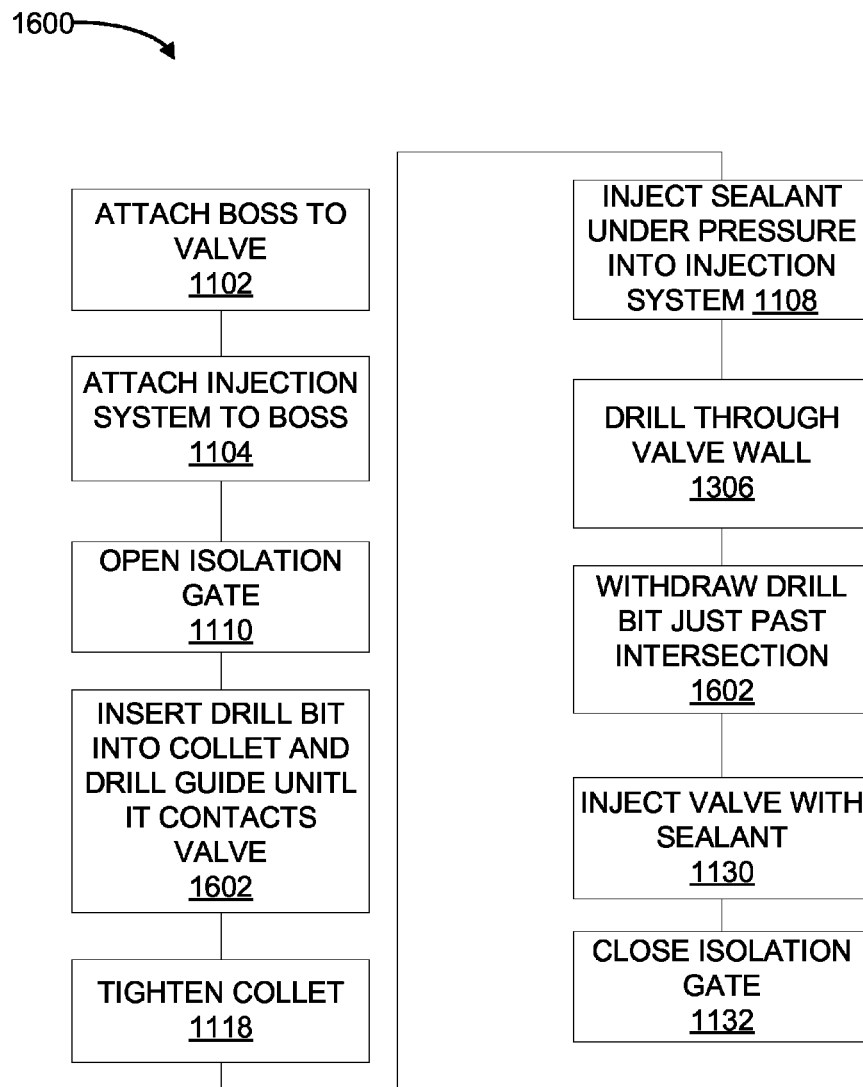 1600
ATTACH BOSS TO
VALVE
1102
ATTACH INJECTION
SYSTEM TO BOSS
1104
OPEN ISOLATION
GATE
1110
INSERT DRILL BIT
INTO COLLET AND
DRILL GUIDE UNITL
IT CONTACTS
VALVE
1602
TIGHTEN COLLET
1118
INJECT SEALANT
UNDER PRESSURE
INTO INJECTION
SYSTEM 1108
DRILL THROUGH
VALVE WALL
1306
WITHDRAW DRILL
BIT JUST PAST
INTERSECTION
1602
INJECT VALVE WITH
SEALANT
1130
CLOSE ISOLATION
GATE
1132